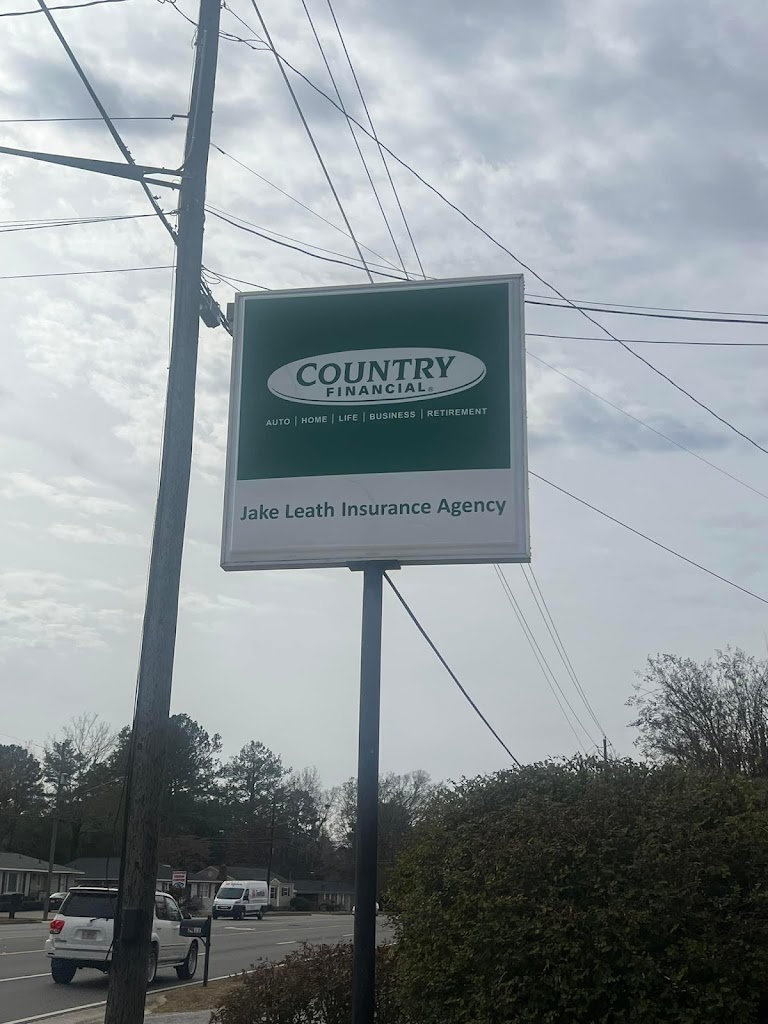 COUNTRY
FINANCIAL®
AUTO | HOME | LIFE | BUSINESS | RETIREMENT
Jake Leath Insurance Agency